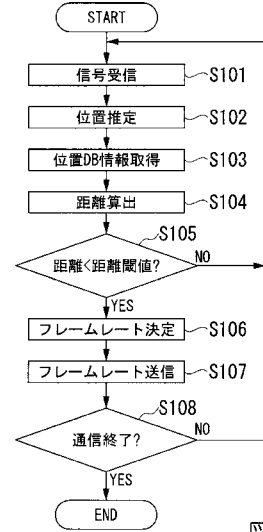 START
信号受信 S101
位置推定 S102
位置DB情報取得 S103
距離算出 S104
S105
距離<距離閾値? NO
YES
フレームレート決定 S106
フレームレート送信 S107
S108
通信終了? NO
YES
END